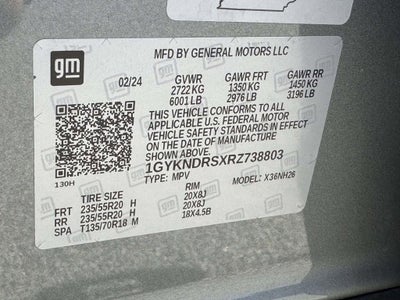 gm
MFD BY GENERAL MOTORS LLC
02/24 GVWR GAWR FRT GAWR RR
2722 KG 1350 KG 1450 KG
6001 LB 2976 LB 3196 LB
THIS VEHICLE CONFORMS TO ALL APPLICABLE
U.S. FEDERAL MOTOR
VEHICLE SAFETY STANDARDS IN EFFECT
ON THE DATE OF MANUFACTURE
SHOWN ABOVE.
1GYKNDRSXRZ738803
130H TYPE: MPV MODEL: X36NH26
TIRE SIZE RIM
FRT 235/55R20 H 20X8J
RR 235/55R20 H 20X8J
SPA T135/70R18 M 18X4.5B